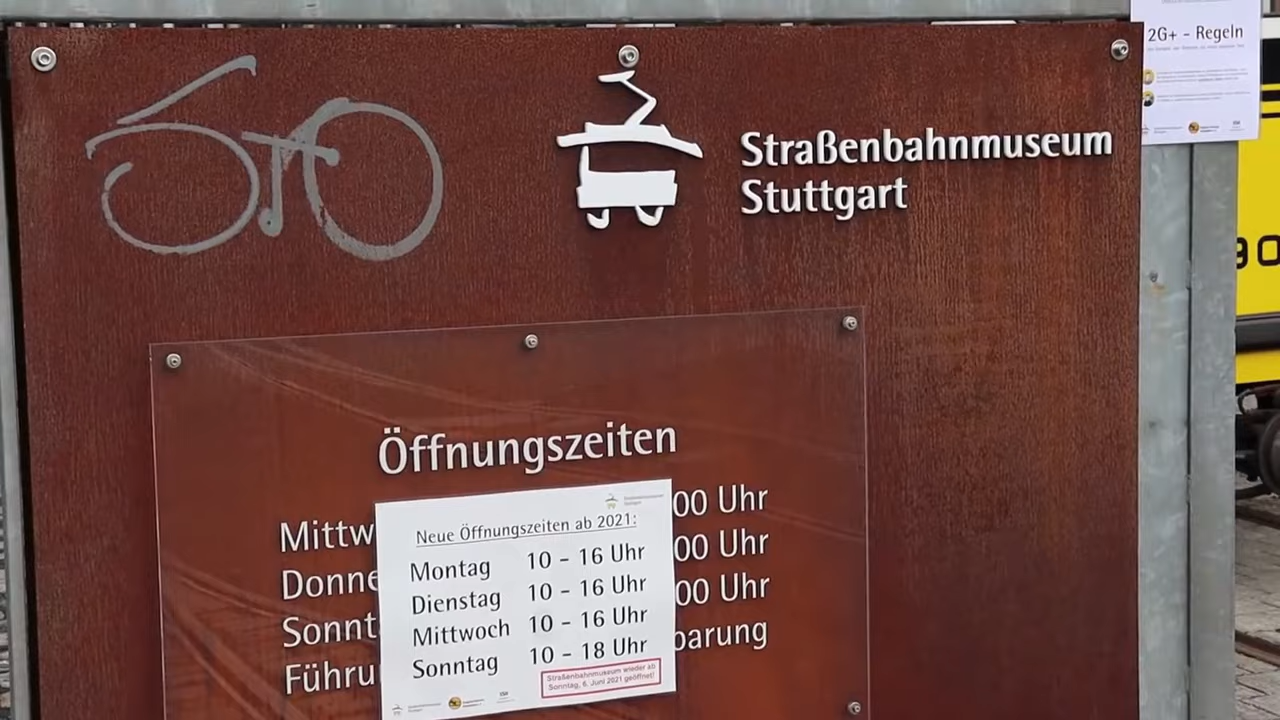 2G+ - Regeln
Straßenbahnmuseum
Stuttgart
Öffnungszeiten
Mittw 00 Uhr
Donne 00 Uhr
Sonnt 00 Uhr
Führu barung
Neue Öffnungszeiten ab 2021:
Montag 10 - 16 Uhr
Dienstag 10 - 16 Uhr
Mittwoch 10 - 16 Uhr
Sonntag 10 - 18 Uhr
Straßenbahnmuseum wieder ab
Sonntag, 6. Juni 2021 geöffnet!